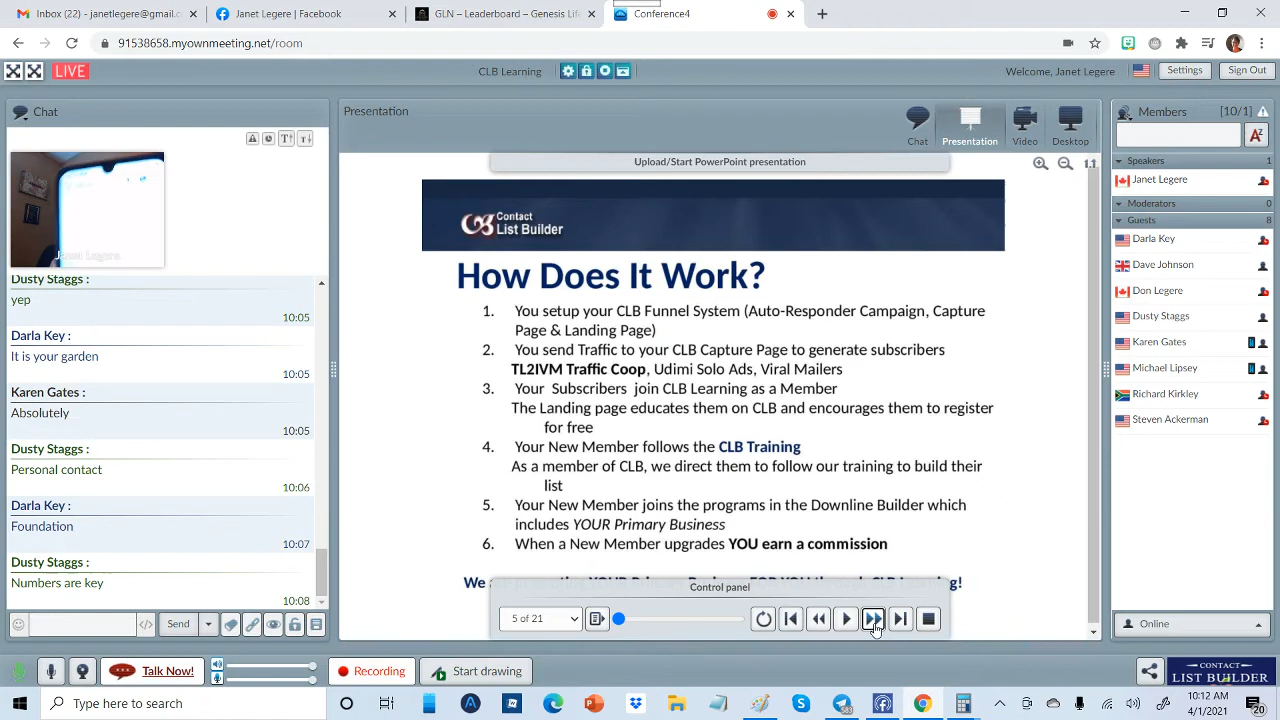 Inbox (2) - janetlegere@gmail.c
Janet Legere | Facebook
GLN – Leaderboard – Genesis Life
Conference4
91538658.myownmeeting.net/room
LIVE
CLB Learning
Welcome, Janet Legere
Settings
Sign Out
Chat
Janet Legere
Dusty Staggs :
yep
10:05
Darla Key :
It is your garden
10:05
Karen Gates :
Absolutely
10:05
Dusty Staggs :
Personal contact
10:06
Darla Key :
Foundation
10:07
Dusty Staggs :
Numbers are key
10:08
Send
Presentation
Chat
Presentation
Video
Desktop
Upload/Start PowerPoint presentation
1:1
Contact
List Builder
How Does It Work?
1. You setup your CLB Funnel System (Auto-Responder Campaign, Capture
Page & Landing Page)
2. You send Traffic to your CLB Capture Page to generate subscribers
TL2IVM Traffic Coop, Udimi Solo Ads, Viral Mailers
3. Your Subscribers join CLB Learning as a Member
The Landing page educates them on CLB and encourages them to register
for free
4. Your New Member follows the CLB Training
As a member of CLB, we direct them to follow our training to build their
list
5. Your New Member joins the programs in the Downline Builder which
includes YOUR Primary Business
6. When a New Member upgrades YOU earn a commission
We
Control panel
5 of 21
Members
[10/1]
Speakers 1
Janet Legere
Moderators 0
Guests 8
Darla Key
Dave Johnson
Don Legere
Dusty Staggs
Karen Gates
Michael Lipsey
Richard Kirkley
Steven Ackerman
Online
Talk Now!
Recording
Start drawing
CONTACT
LIST BUILDER
Type here to search
10:12 AM
4/1/2021
20